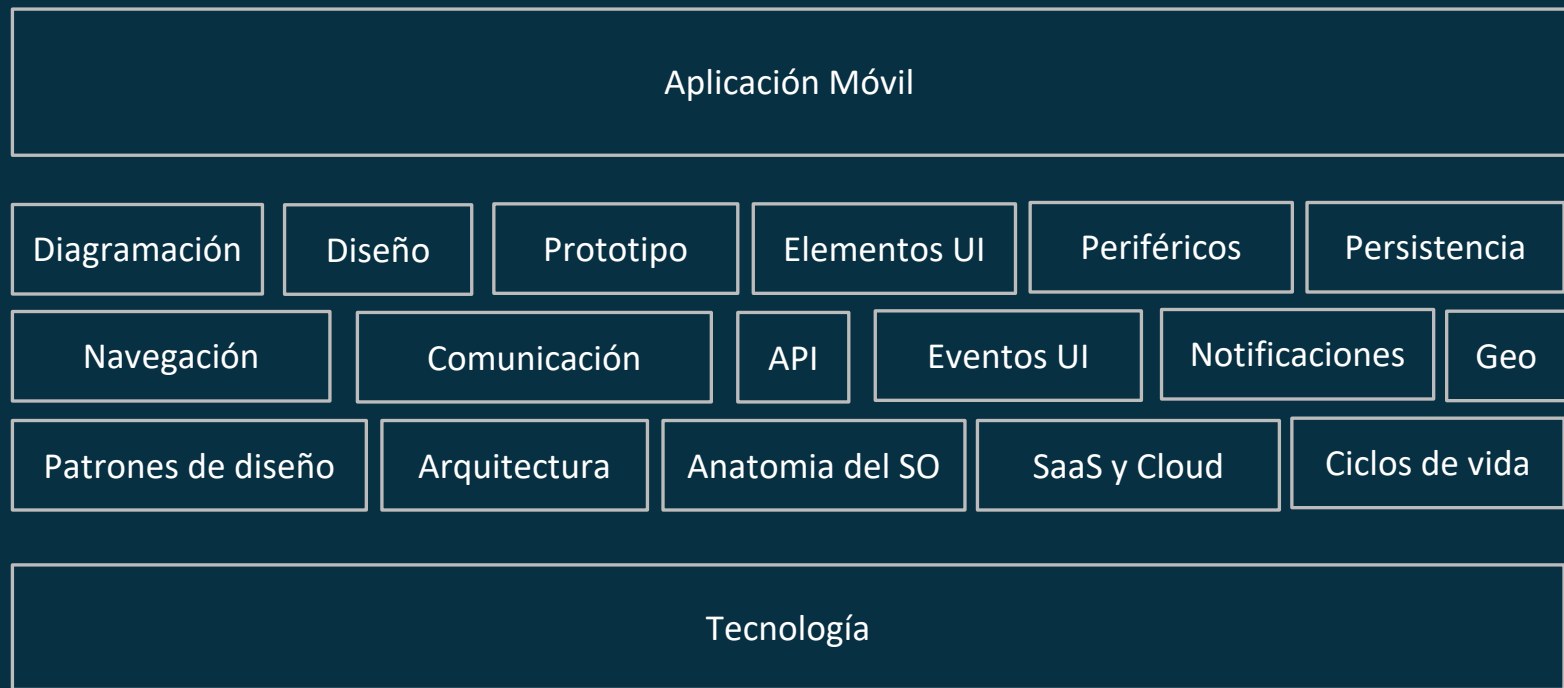 Aplicación Móvil
Diagramación Diseño Prototipo Elementos UI Periféricos Persistencia
Navegación Comunicación API Eventos UI Notificaciones Geo
Patrones de diseño Arquitectura Anatomia del SO SaaS y Cloud Ciclos de vida
Tecnología